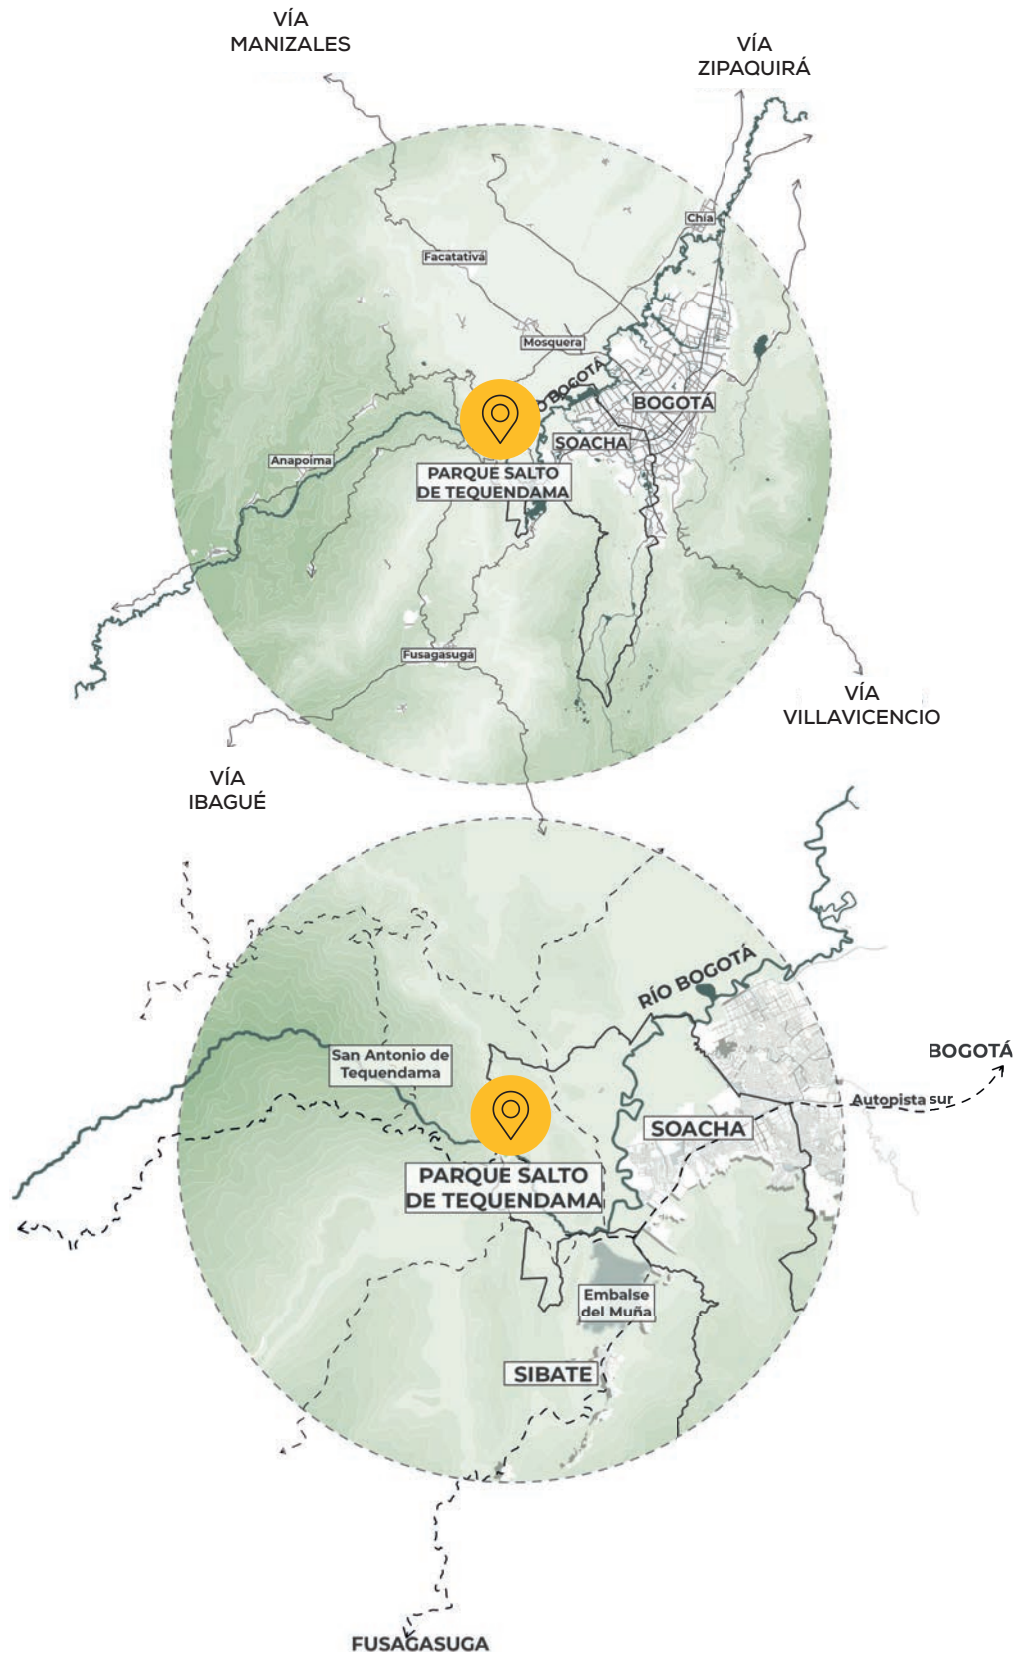 VÍA
MANIZALES
VÍA
ZIPAQUIRÁ
Chía
Facatativá
Mosquera
O BOGOTÁ
BOGOTÁ
SOACHA
Anapoima
PARQUE SALTO
DE TEQUENDAMA
Fusagasugá
VÍA
VILLAVICENCIO
VÍA
IBAGUÉ
RÍO BOGOTÁ
San Antonio de
Tequendama
BOGOTÁ
Autopista sur
SOACHA
PARQUE SALTO
DE TEQUENDAMA
Embalse
del Muña
SIBATE
FUSAGASUGA